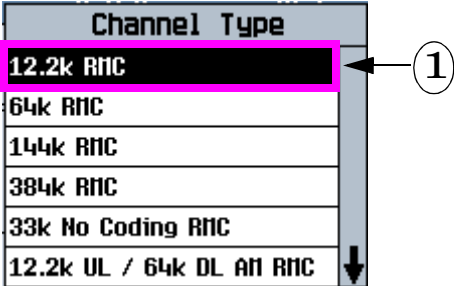 Channel Type
12.2k RMC
1
64k RMC
144k RMC
384k RMC
33k No Coding RMC
12.2k UL / 64k DL AM RMC